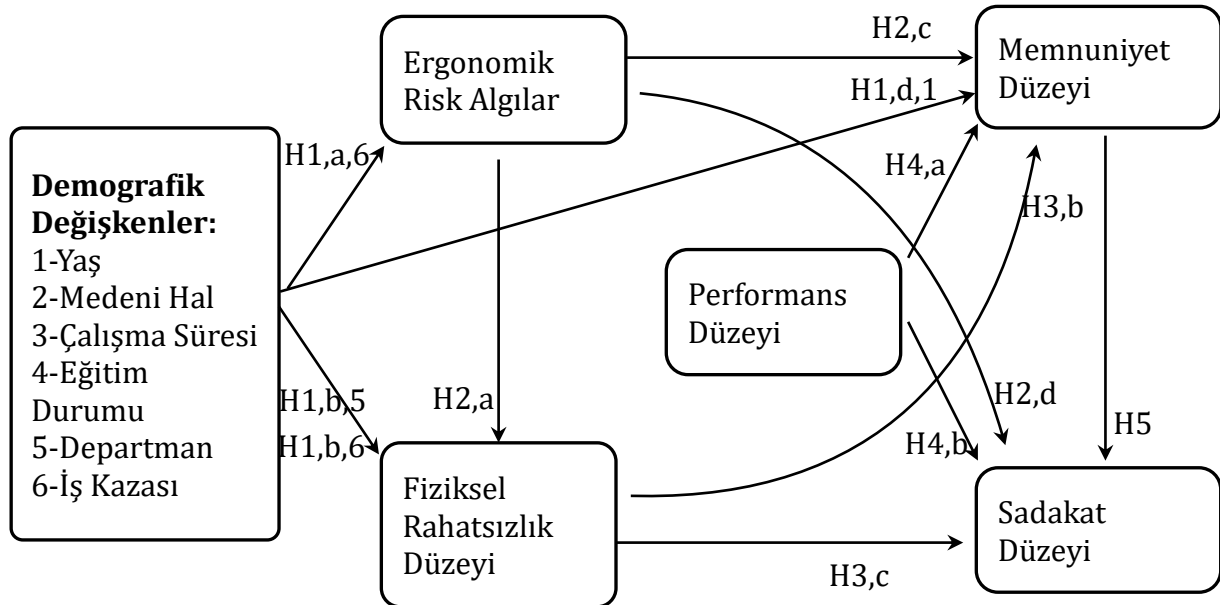 Demografik
Değişkenler:
1-Yaş
2-Medeni Hal
3-Çalışma Süresi
4-Eğitim
Durumu
5-Departman
6-İş Kazası
H1,a,6
H1,b,5
H1,b,6
Ergonomik
Risk Algılar
H2,a
Fiziksel
Rahatsızlık
Düzeyi
H2,c
H1,d,1
H4,a
H3,b
Performans
Düzeyi
H2,d
H4,b
H3,c
Memnuniyet
Düzeyi
H5
Sadakat
Düzeyi